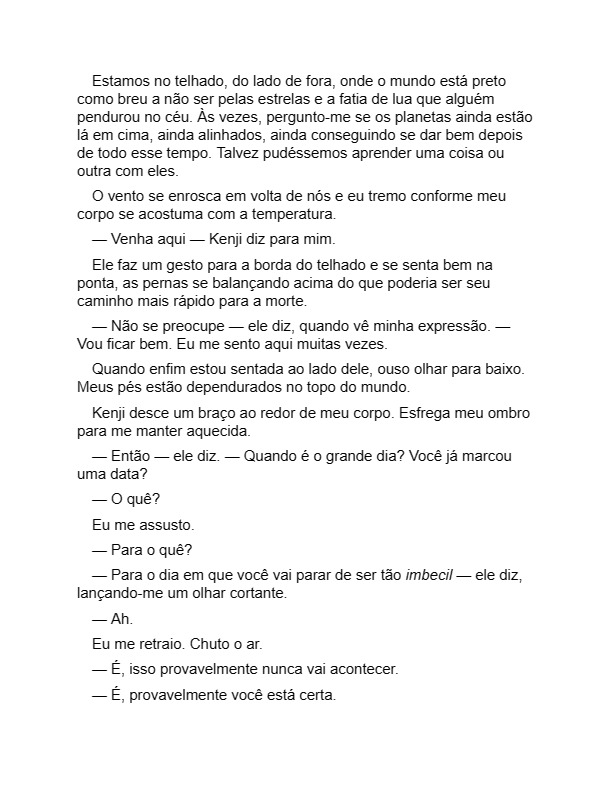 Estamos no telhado, do lado de fora, onde o mundo está preto
como breu a não ser pelas estrelas e a fatia de lua que alguém
pendurou no céu. Às vezes, pergunto-me se os planetas ainda estão
lá em cima, ainda alinhados, ainda conseguindo se dar bem depois
de todo esse tempo. Talvez pudéssemos aprender uma coisa ou
outra com eles.
O vento se enrosca em volta de nós e eu tremo conforme meu
corpo se acostuma com a temperatura.
— Venha aqui — Kenji diz para mim.
Ele faz um gesto para a borda do telhado e se senta bem na
ponta, as pernas se balançando acima do que poderia ser seu
caminho mais rápido para a morte.
— Não se preocupe — ele diz, quando vê minha expressão. —
Vou ficar bem. Eu me sento aqui muitas vezes.
Quando enfim estou sentada ao lado dele, ouso olhar para baixo.
Meus pés estão dependurados no topo do mundo.
Kenji desce um braço ao redor de meu corpo. Esfrega meu ombro
para me manter aquecida.
— Então — ele diz. — Quando é o grande dia? Você já marcou
uma data?
— O quê?
Eu me assusto.
— Para o quê?
— Para o dia em que você vai parar de ser tão imbecil — ele diz,
lançando-me um olhar cortante.
— Ah.
Eu me retraio. Chuto o ar.
— É, isso provavelmente nunca vai acontecer.
— É, provavelmente você está certa.